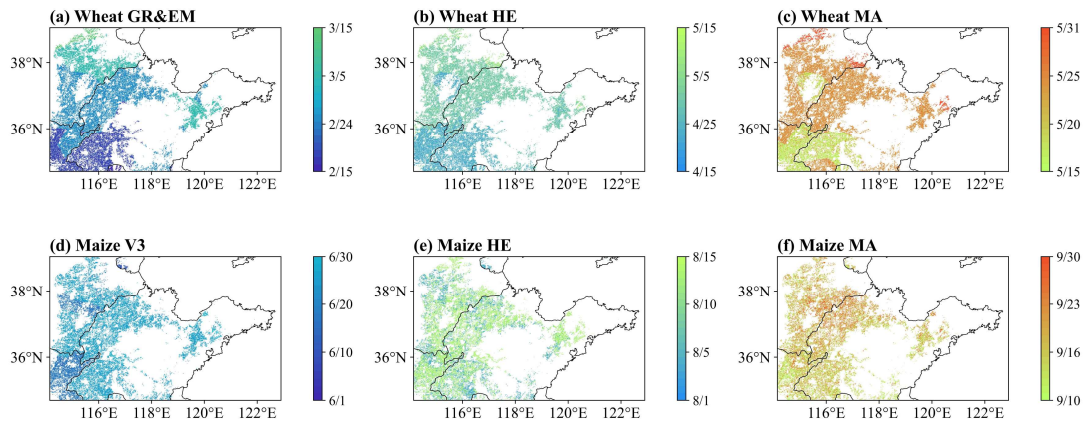 (a) Wheat GR&EM
38°N
36°N
116°E 118°E 120°E 122°E
3/15
3/5
2/24
2/15
(b) Wheat HE
116°E 118°E 120°E 122°E
5/15
5/5
4/25
4/15
(c) Wheat MA
38°N
36°N
116°E 118°E 120°E 122°E
5/31
5/25
5/20
5/15
(d) Maize V3
38°N
36°N
116°E 118°E 120°E 122°E
6/30
6/20
6/10
6/1
(e) Maize HE
116°E 118°E 120°E 122°E
8/15
8/10
8/5
8/1
(f) Maize MA
38°N
36°N
116°E 118°E 120°E 122°E
9/30
9/23
9/16
9/10